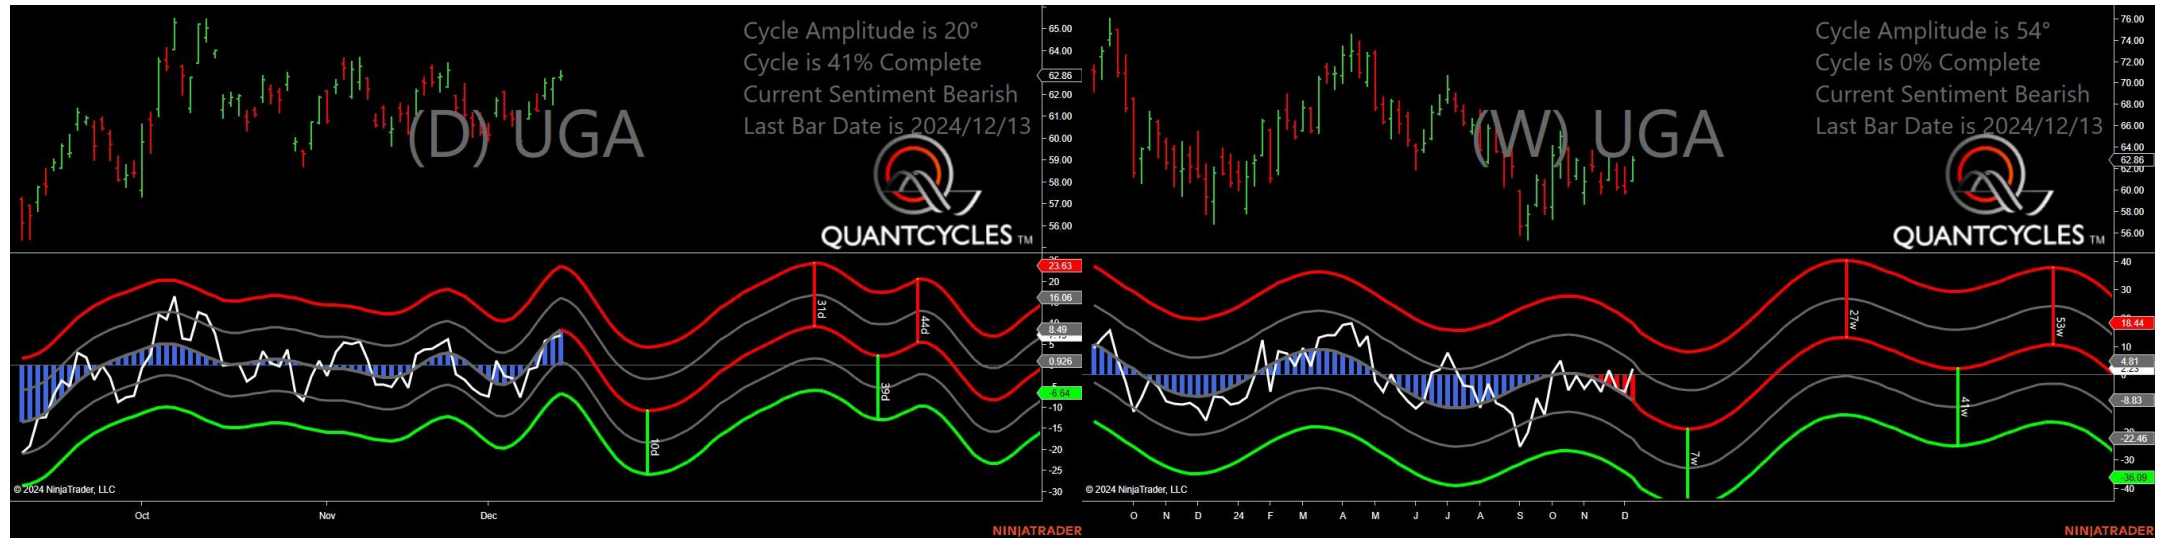 Cycle Amplitude is 20°
Cycle is 41% Complete
Current Sentiment Bearish
Last Bar Date is 2024/12/13
(D) UGA
QUANTCYCLES TM
65.00
64.00
62.86
62.00
61.00
60.00
59.00
58.00
57.00
56.00
23.63
20
16.06
8.49
5
0.926
-6.64
-10
-15
-20
-25
-30
10d
31d
39d
44d
© 2024 NinjaTrader, LLC
Oct Nov Dec
NINJATRADER
Cycle Amplitude is 54°
Cycle is 0% Complete
Current Sentiment Bearish
Last Bar Date is 2024/12/13
(W) UGA
QUANTCYCLES TM
76.00
74.00
72.00
70.00
68.00
66.00
64.00
62.86
62.00
60.00
58.00
56.00
40
30
18.44
10
4.81
2.23
-8.83
-22.46
-30
-36.09
-40
7w
27w
41w
53w
© 2024 NinjaTrader, LLC
O N D 24 F M A M J J A S O N D
NINJATRADER